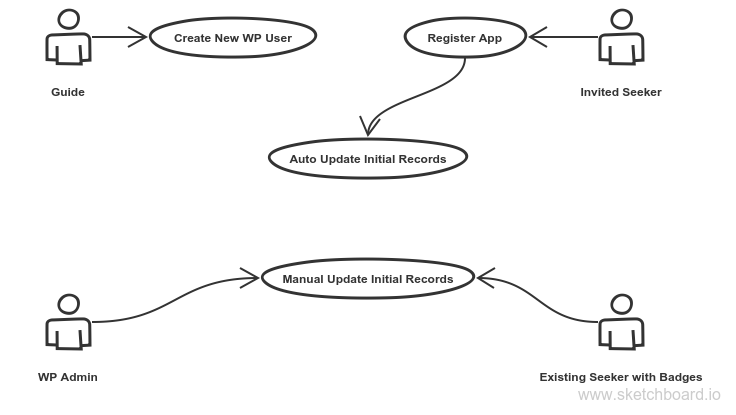 Create New WP User
Register App
Guide
Invited Seeker
Auto Update Initial Records
Manual Update Initial Records
WP Admin
Existing Seeker with Badges
www.sketchboard.io